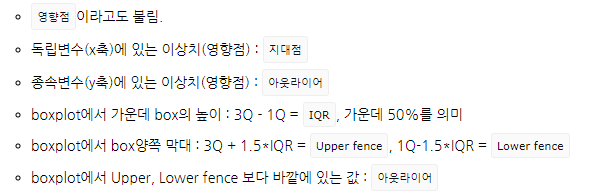 영향점 이라고도 불림.
독립변수(x축)에 있는 이상치(영향점) : 지대점
종속변수(y축)에 있는 이상치(영향점) : 아웃라이어
boxplot에서 가운데 box의 높이 : 3Q - 1Q = IQR , 가운데 50%를 의미
boxplot에서 box양쪽 막대 : 3Q + 1.5*IQR = Upper fence , 1Q-1.5*IQR = Lower fence
boxplot에서 Upper, Lower fence 보다 바깥에 있는 값 : 아웃라이어